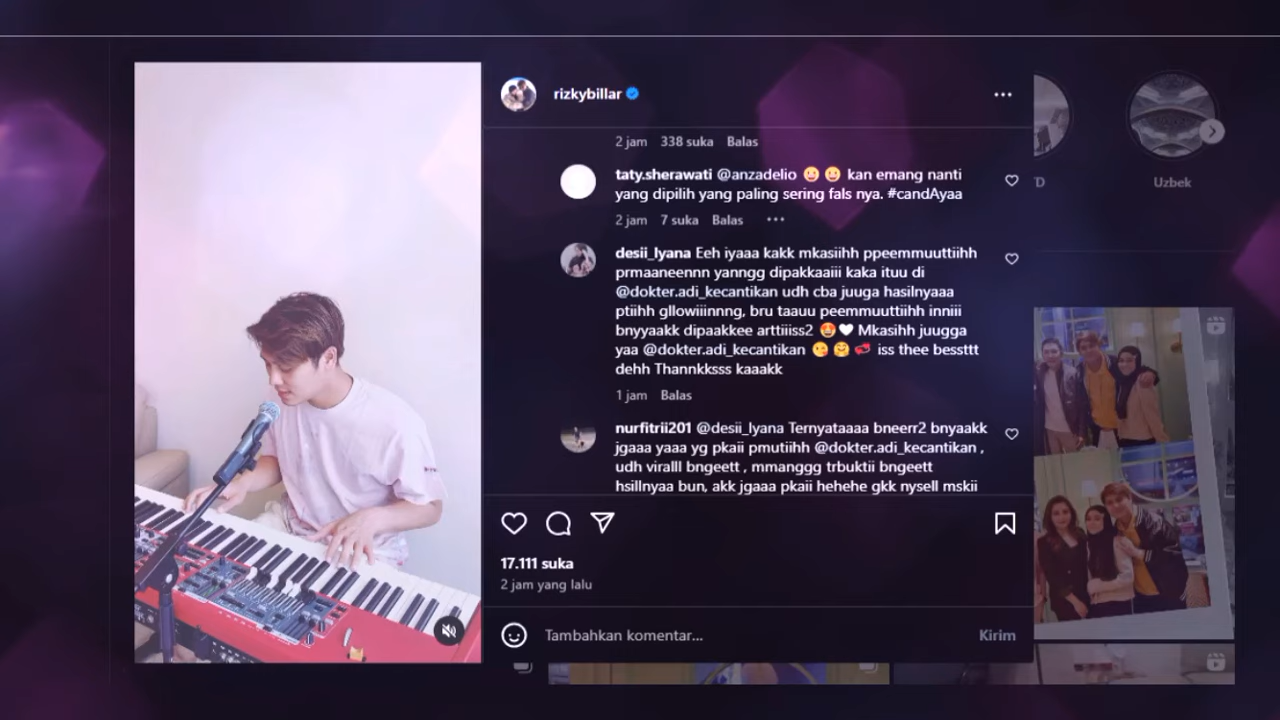 rizkybillar
2 jam 338 suka Balas
taty.sherawati @anzadelio 😀 😀 kan emang nanti
yang dipilih yang paling sering fals nya. #candAyaa
2 jam 7 suka Balas
desii_lyana Eeh iyaaa kakk mkasiihh ppeemmuuttiihh
prmaaneennn yanngg dipakkaaiii kaka ituu di
@dokter.adi_kecantikan udh cba juuga hasilnyaaa
ptiihh gllowiiinnng, bru taauu peemmuuttiihh inniii
bnyyaakk dipaakkee arttiiiss2 🤩🤍 Mkasihh juugga
yaa @dokter.adi_kecantikan 😘 🤗 💌 iss thee bessttt
dehh Thannkksss kaaakk
1 jam Balas
nurfitrii201 @desii_lyana Ternyataaaa bneerr2 bnyaakk
jgaaa yaaa yg pkaii pmutiihh @dokter.adi_kecantikan ,
udh viralll bngeett , mmanggg trbuktii bngeett
hsillnyaa bun, akk jgaaa pkaii hehehe gkk nysell mskii
17.111 suka
2 jam yang lalu
Tambahkan komentar...
Kirim
Uzbek